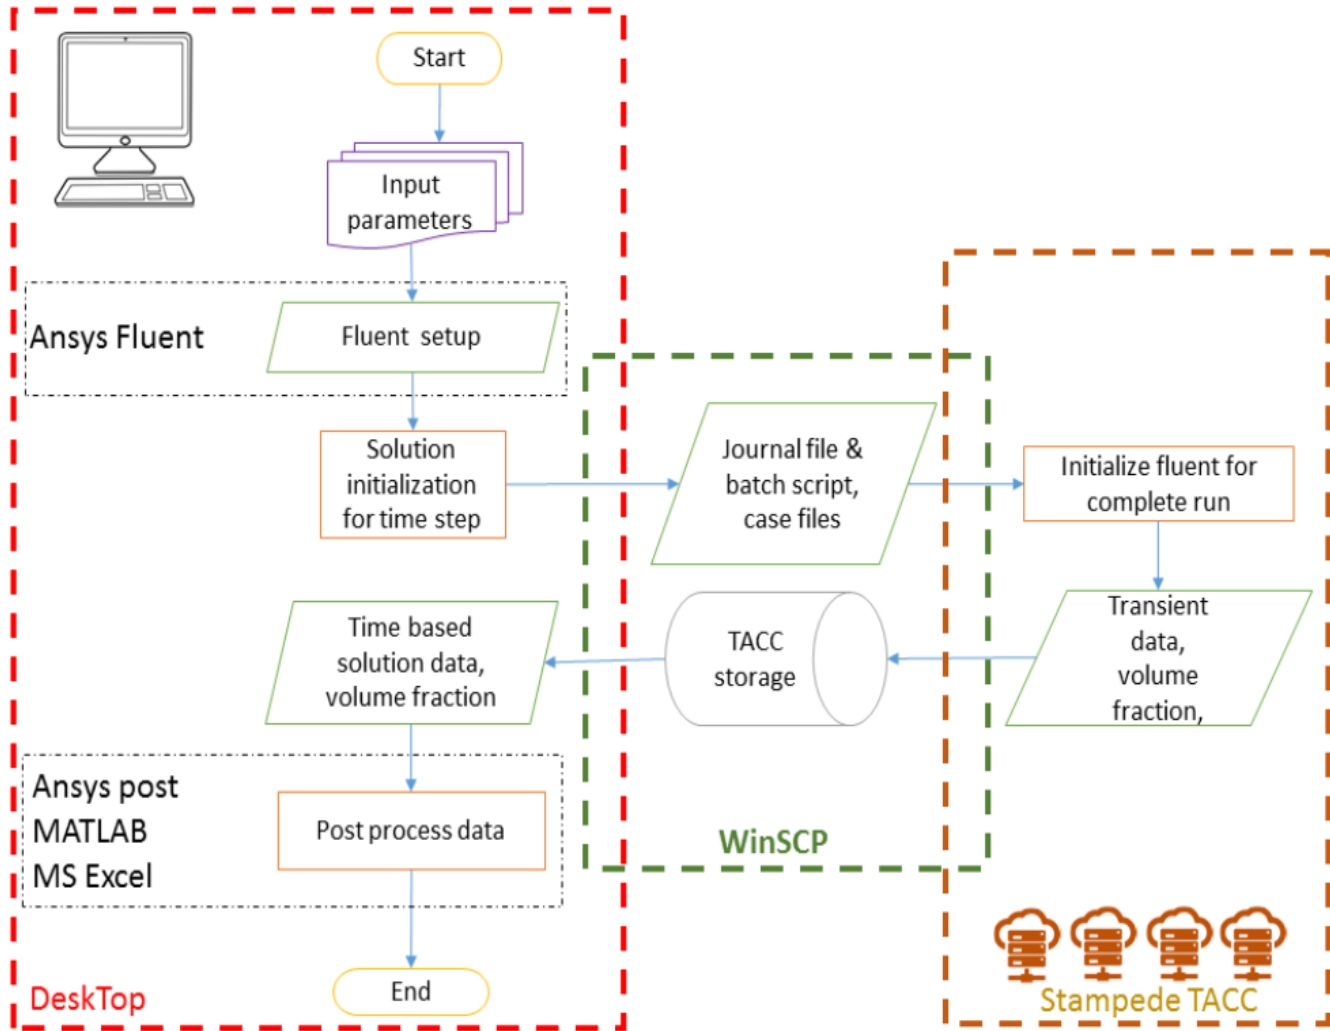 Start
Input
parameters
Ansys Fluent
Fluent setup
Solution
initialization
for time step
Journal file &
batch script,
case files
Initialize fluent for
complete run
Transient
data,
volume
fraction,
TACC
storage
Time based
solution data,
volume fraction
Ansys post
MATLAB
MS Excel
Post process data
WinSCP
End
DeskTop
Stampede TACC